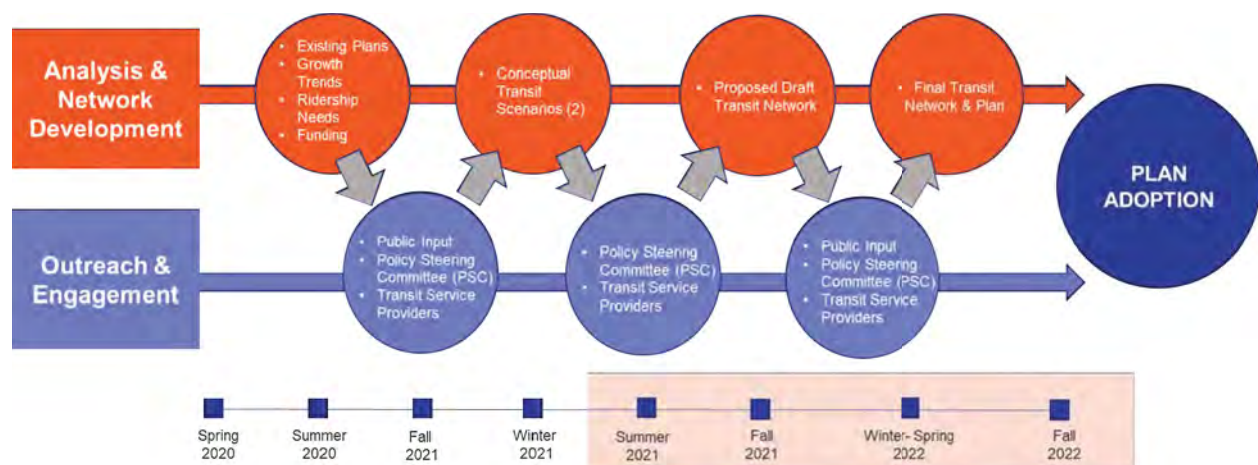 Analysis &
Network
Development
• Existing Plans
• Growth
Trends
• Ridership
Needs
• Funding
• Conceptual
Transit
Scenarios (2)
• Proposed Draft
Transit Network
• Final Transit
Network & Plan
PLAN
ADOPTION
Outreach &
Engagement
• Public Input
• Policy Steering
Committee (PSC)
• Transit Service
Providers
• Policy Steering
Committee (PSC)
• Transit Service
Providers
• Public Input
• Policy Steering
Committee (PSC)
• Transit Service
Providers
Spring
2020
Summer
2020
Fall
2021
Winter
2021
Summer
2021
Fall
2021
Winter- Spring
2022
Fall
2022